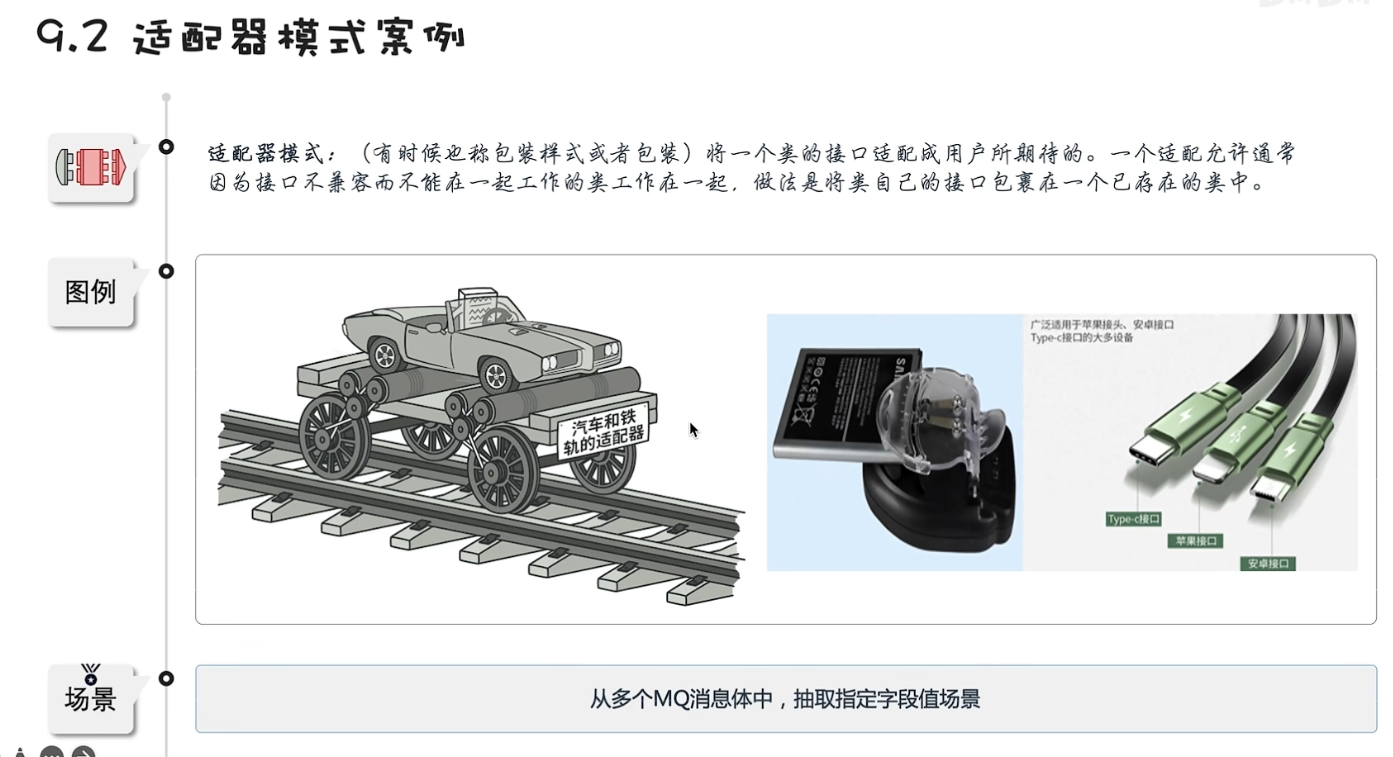 9.2 适配器模式案例
适配器模式：（有时候也称包装样式或者包装）将一个类的接口适配成用户所期待的。一个适配允许通常
因为接口不兼容而不能在一起工作的类工作在一起，做法是将类自己的接口包裹在一个已存在的类中。
图例
汽车和铁
轨的适配器
广泛适用于苹果接头、安卓接口
Type-c接口的大多设备
Type-c接口
苹果接口
安卓接口
场景
从多个MQ消息体中，抽取指定字段值场景